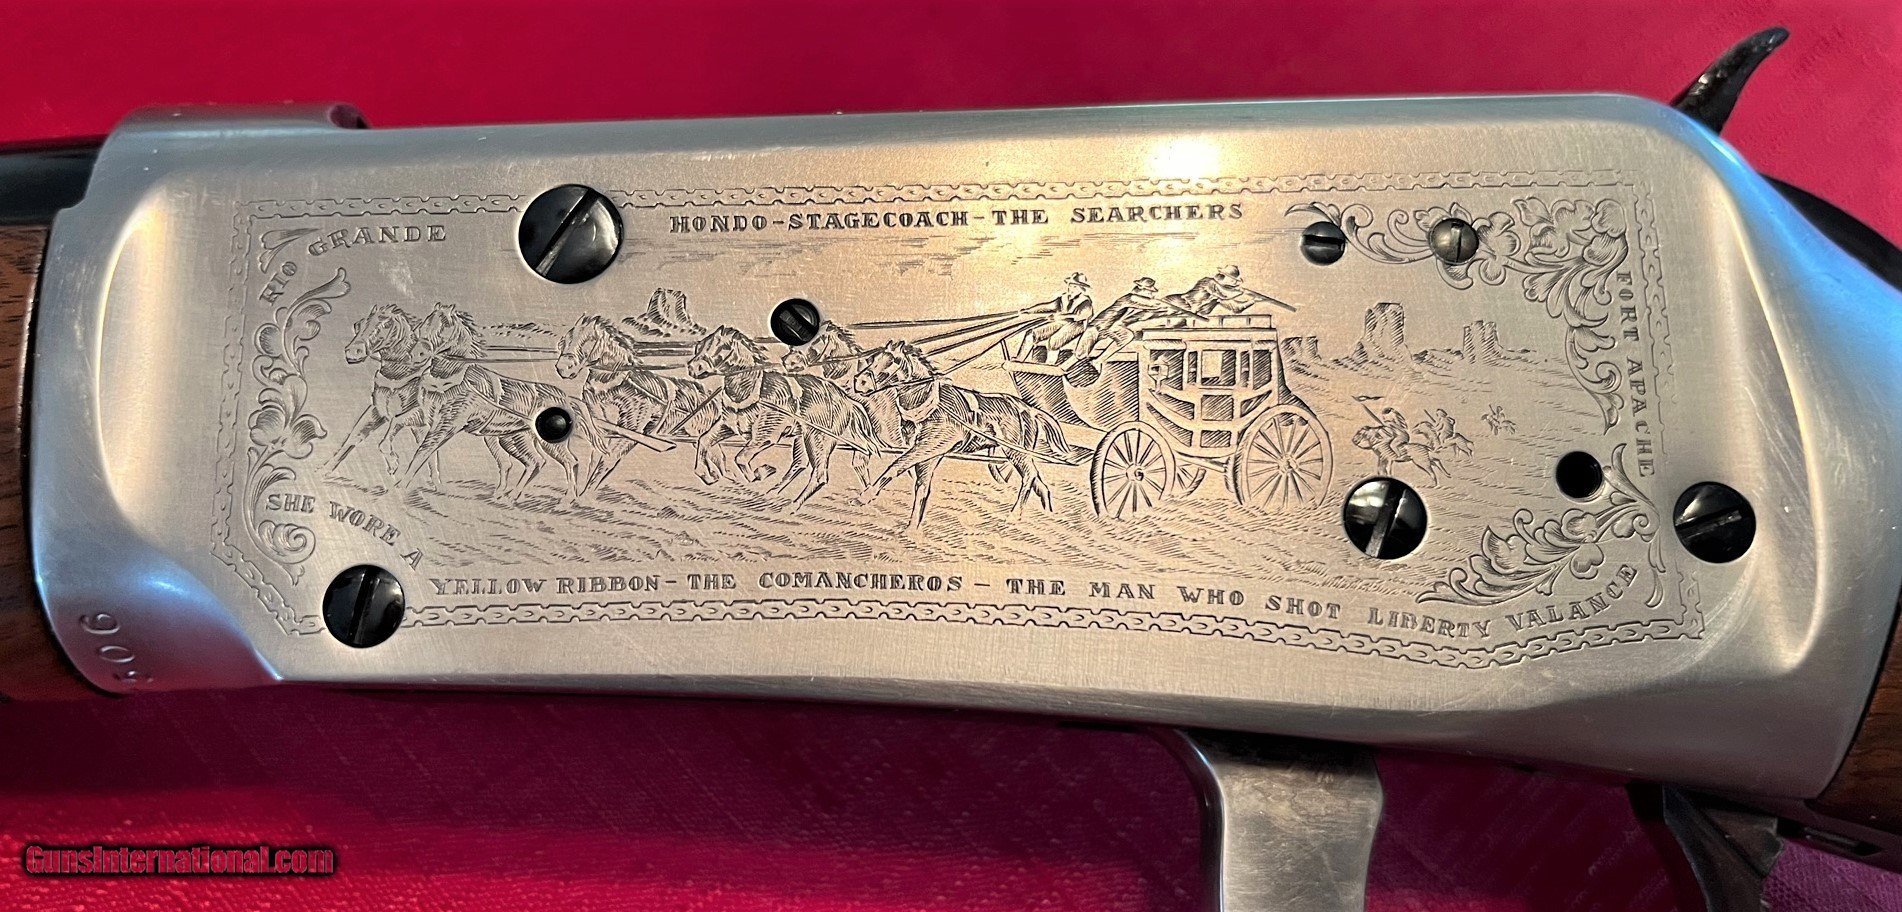 RIO GRANDE
HONDO-STAGECOACH-THE SEARCHERS
FORT APACHE
SHE WORE A
YELLOW RIBBON - THE COMANCHEROS - THE MAN WHO SHOT LIBERTY VALANCE
GunsInternational.com